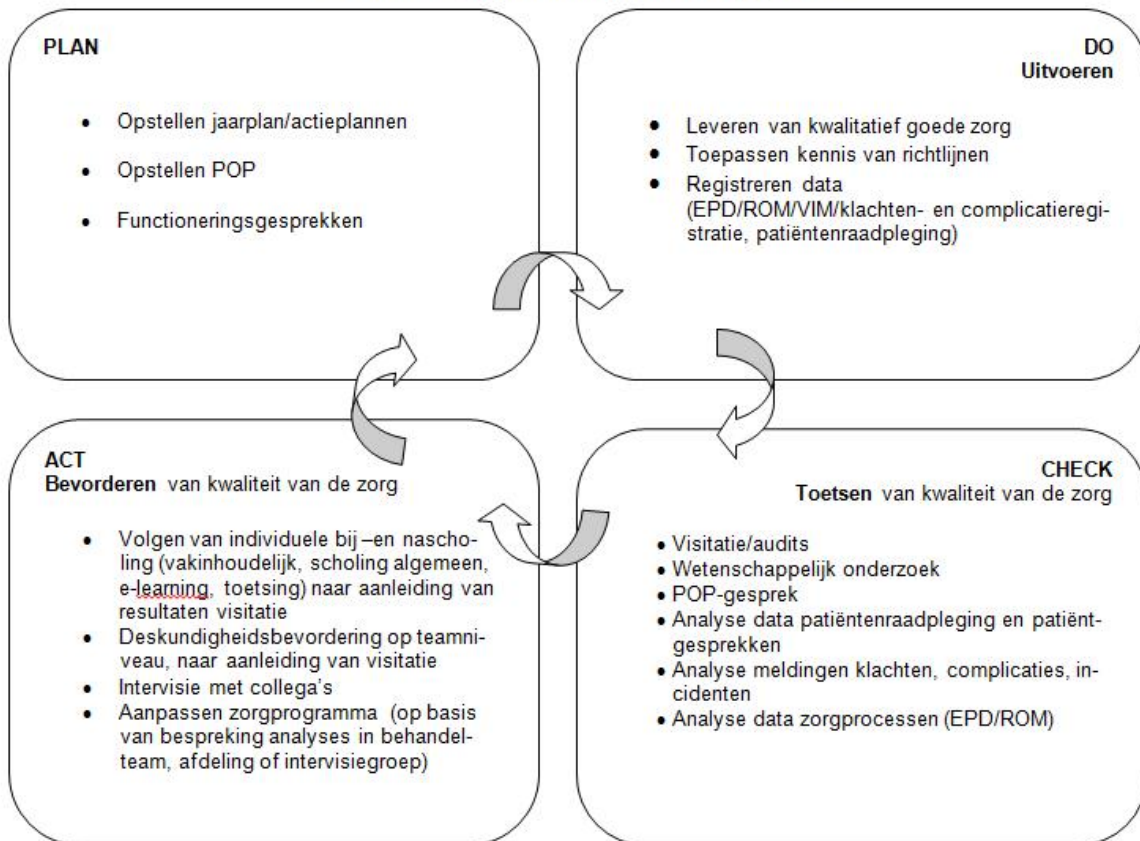 PLAN
• Opstellen jaarplan/actieplannen
• Opstellen POP
• Functioneringsgesprekken
DO
Uitvoeren
• Leveren van kwalitatief goede zorg
• Toepassen kennis van richtlijnen
• Registreren data
(EPD/ROM/VIM/klachten- en complicatieregi-
stratie, patiëntenraadpleging)
ACT
Bevorderen van kwaliteit van de zorg
• Volgen van individuele bij –en nascho-
ling (vakinhoudelijk, scholing algemeen,
e-learning, toetsing) naar aanleiding van
resultaten visitatie
• Deskundigheidsbevordering op teamni-
veau, naar aanleiding van visitatie
• Intervisie met collega's
• Aanpassen zorgprogramma (op basis
van bespreking analyses in behandel-
team, afdeling of intervisiegroep)
CHECK
Toetsen van kwaliteit van de zorg
• Visitatie/audits
• Wetenschappelijk onderzoek
• POP-gesprek
• Analyse data patiëntenraadpleging en patiënt-
gesprekken
• Analyse meldingen klachten, complicaties, in-
cidenten
• Analyse data zorgprocessen (EPD/ROM)